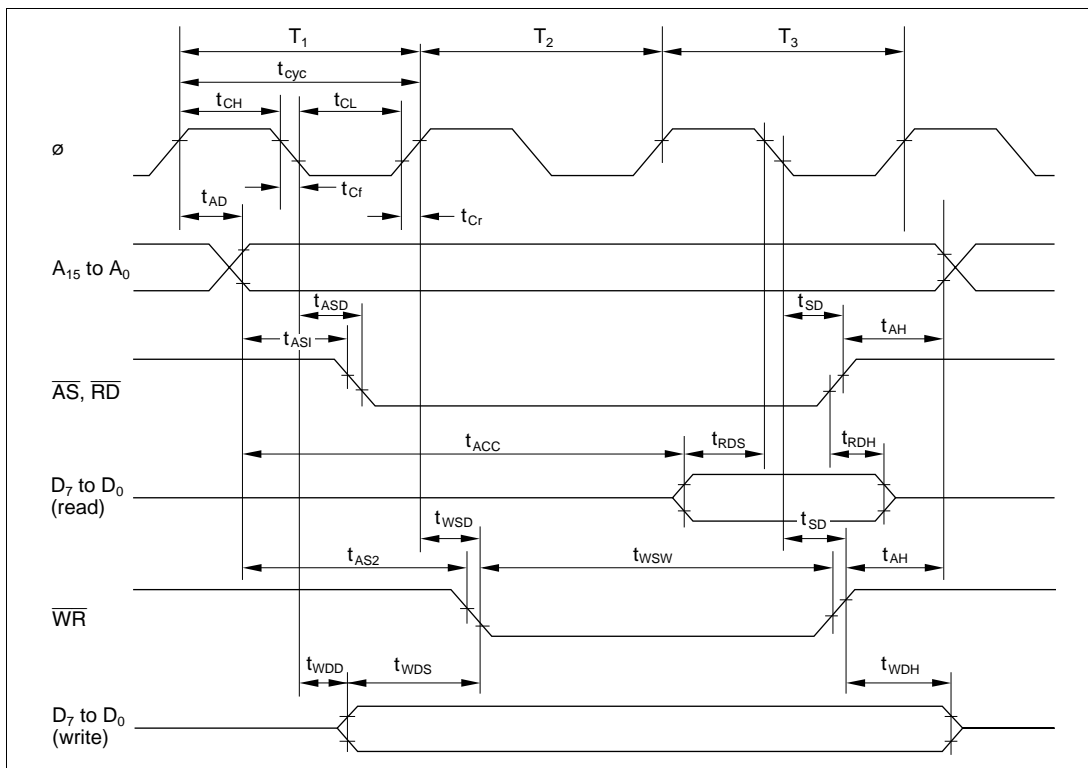 T1 T2 T3
tcyc
tCH tCL
ø
tCf
tAD
tCr
A15 to A0
tASD tSD
tASI tAH
AS, RD
tACC tRDS tRDH
D7 to D0
(read)
tWSD tSD
tAS2 tWSW tAH
WR
tWDD tWDS tWDH
D7 to D0
(write)